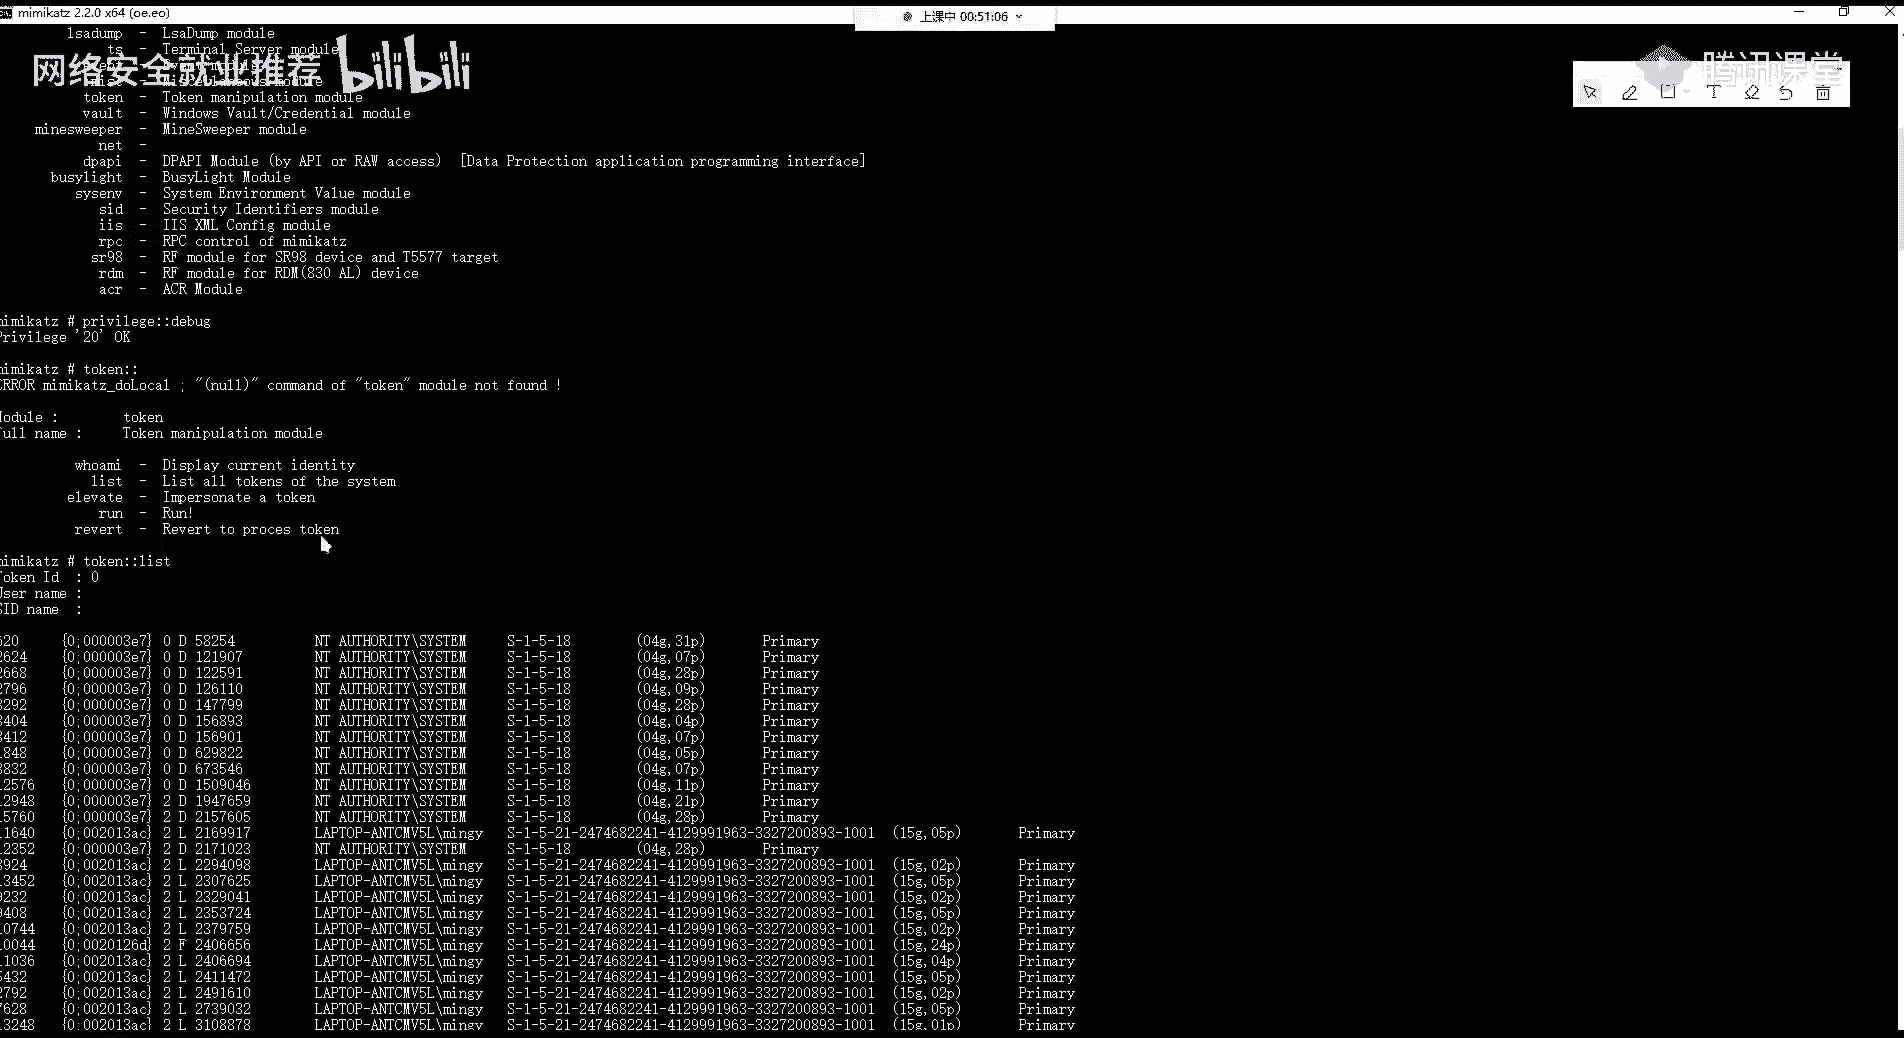 mimikatz 2.2.0 x64 (oe.eo)
上课中 00:51:06
lsadump - LsaDump module
ts - Terminal Server module
网络安全就业推荐 bilibili
腾讯课堂
token - Token manipulation module
vault - Windows Vault/Credential module
minesweeper - MineSweeper module
net -
dpapi - DPAPI Module (by API or RAW access) [Data Protection application programming interface]
busylight - BusyLight Module
sysenv - System Environment Value module
sid - Security Identifiers module
iis - IIS XML Config module
rpc - RPC control of mimikatz
sr98 - RF module for SR98 device and T5577 target
rdm - RF module for RDM(830 AL) device
acr - ACR Module
mimikatz # privilege::debug
Privilege '20' OK
mimikatz # token::
ERROR mimikatz_doLocal ; "(null)" command of "token" module not found !
Module : token
Full name : Token manipulation module
whoami - Display current identity
list - List all tokens of the system
elevate - Impersonate a token
run - Run!
revert - Revert to proces token
mimikatz # token::list
Token Id : 0
User name :
SID name :
620 {0;000003e7} 0 D 58254 NT AUTHORITY\SYSTEM S-1-5-18 (04g,31p) Primary
2624 {0;000003e7} 0 D 121907 NT AUTHORITY\SYSTEM S-1-5-18 (04g,07p) Primary
2668 {0;000003e7} 0 D 122591 NT AUTHORITY\SYSTEM S-1-5-18 (04g,28p) Primary
2796 {0;000003e7} 0 D 126110 NT AUTHORITY\SYSTEM S-1-5-18 (04g,09p) Primary
3292 {0;000003e7} 0 D 147799 NT AUTHORITY\SYSTEM S-1-5-18 (04g,28p) Primary
3404 {0;000003e7} 0 D 156893 NT AUTHORITY\SYSTEM S-1-5-18 (04g,04p) Primary
3412 {0;000003e7} 0 D 156901 NT AUTHORITY\SYSTEM S-1-5-18 (04g,07p) Primary
1848 {0;000003e7} 0 D 629822 NT AUTHORITY\SYSTEM S-1-5-18 (04g,05p) Primary
8832 {0;000003e7} 0 D 673546 NT AUTHORITY\SYSTEM S-1-5-18 (04g,07p) Primary
12576 {0;000003e7} 0 D 1509046 NT AUTHORITY\SYSTEM S-1-5-18 (04g,11p) Primary
12948 {0;000003e7} 2 D 1947659 NT AUTHORITY\SYSTEM S-1-5-18 (04g,21p) Primary
15760 {0;000003e7} 2 D 2157605 NT AUTHORITY\SYSTEM S-1-5-18 (04g,28p) Primary
11640 {0;002013ac} 2 L 2169917 LAPTOP-ANTCMV5L\mingy S-1-5-21-2474682241-4129991963-3327200893-1001 (15g,05p) Primary
12352 {0;000003e7} 2 D 2171023 NT AUTHORITY\SYSTEM S-1-5-18 (04g,28p) Primary
8924 {0;002013ac} 2 L 2294098 LAPTOP-ANTCMV5L\mingy S-1-5-21-2474682241-4129991963-3327200893-1001 (15g,02p) Primary
13452 {0;002013ac} 2 L 2307625 LAPTOP-ANTCMV5L\mingy S-1-5-21-2474682241-4129991963-3327200893-1001 (15g,05p) Primary
9232 {0;002013ac} 2 L 2329041 LAPTOP-ANTCMV5L\mingy S-1-5-21-2474682241-4129991963-3327200893-1001 (15g,02p) Primary
9408 {0;002013ac} 2 L 2353724 LAPTOP-ANTCMV5L\mingy S-1-5-21-2474682241-4129991963-3327200893-1001 (15g,05p) Primary
10744 {0;002013ac} 2 L 2379759 LAPTOP-ANTCMV5L\mingy S-1-5-21-2474682241-4129991963-3327200893-1001 (15g,02p) Primary
10044 {0;0020126d} 2 F 2406656 LAPTOP-ANTCMV5L\mingy S-1-5-21-2474682241-4129991963-3327200893-1001 (15g,24p) Primary
11036 {0;002013ac} 2 L 2406694 LAPTOP-ANTCMV5L\mingy S-1-5-21-2474682241-4129991963-3327200893-1001 (15g,04p) Primary
5432 {0;002013ac} 2 L 2411472 LAPTOP-ANTCMV5L\mingy S-1-5-21-2474682241-4129991963-3327200893-1001 (15g,05p) Primary
2792 {0;002013ac} 2 L 2491610 LAPTOP-ANTCMV5L\mingy S-1-5-21-2474682241-4129991963-3327200893-1001 (15g,02p) Primary
7628 {0;002013ac} 2 L 2739032 LAPTOP-ANTCMV5L\mingy S-1-5-21-2474682241-4129991963-3327200893-1001 (15g,05p) Primary
13248 {0;002013ac} 2 L 3108878 LAPTOP-ANTCMV5L\mingy S-1-5-21-2474682241-4129991963-3327200893-1001 (15g,01p) Primary